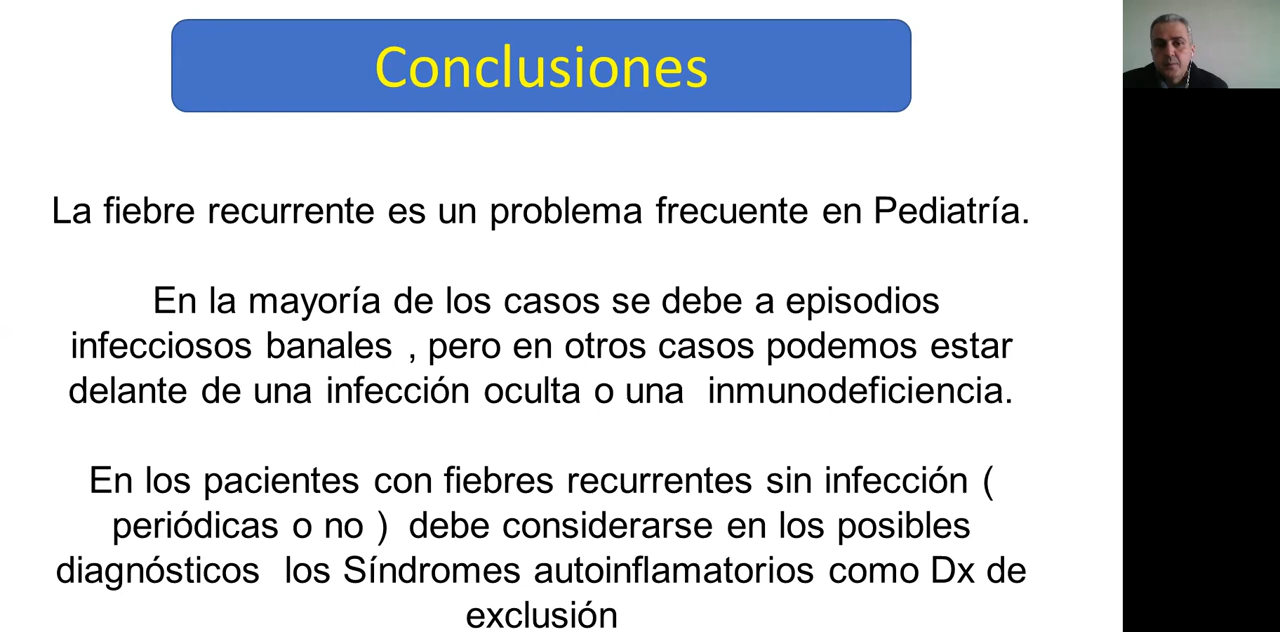 Conclusiones
La fiebre recurrente es un problema frecuente en Pediatría.
En la mayoría de los casos se debe a episodios
infecciosos banales , pero en otros casos podemos estar
delante de una infección oculta o una inmunodeficiencia.
En los pacientes con fiebres recurrentes sin infección (
periódicas o no ) debe considerarse en los posibles
diagnósticos los Síndromes autoinflamatorios como Dx de
exclusión